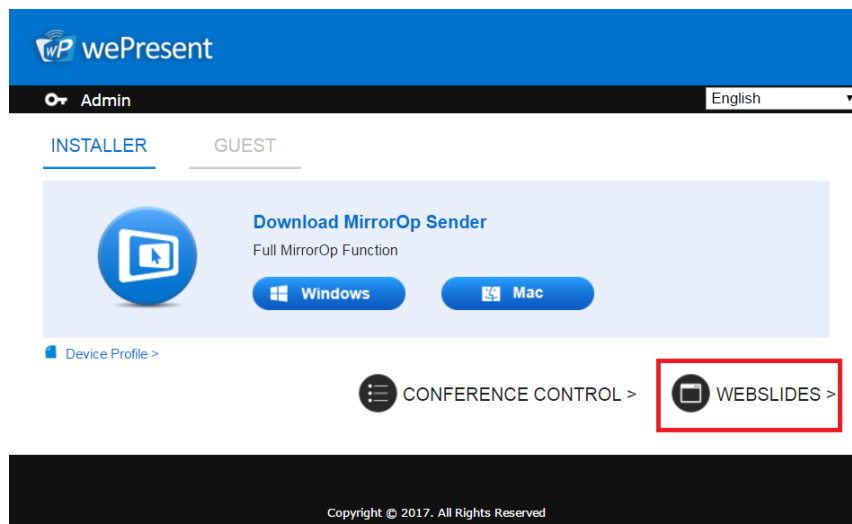 wP wePresent
Admin
English
INSTALLER GUEST
Download MirrorOp Sender
Full MirrorOp Function
Windows Mac
Device Profile >
CONFERENCE CONTROL > WEBSLIDES >
Copyright © 2017. All Rights Reserved